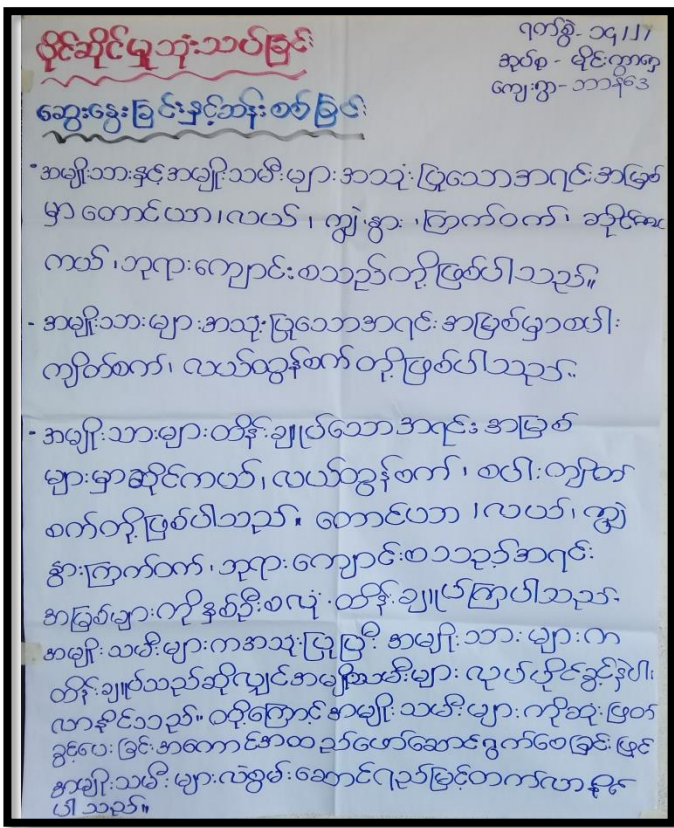 ပိုင်ဆိုင်မှုဘုံးသပ်ခြင်း
ရက်စွဲ-၁၄/၂/၂
အုပ်စု - မိုင်းကွာရှေ
ကျေးရွာ-ဘာနံဒေ
ဆွေးနွေးခြင်းနှင့်ဘန်းစစ်ခြင်း
အမျိုးသားနှင့်အမျိုးသမီးများအသုံးပြုသောအရင်းအမြစ်
မှာတောင်ယာ၊လယ်၊ ကျွဲ၊နွား ၊ကြက်ဝက်၊
ကယ်၊ဘုရားကျောင်းစသည်တို့ဖြစ်ပါသည်။
- အမျိုးသားများအသုံးပြုသောအရင်းအမြစ်မှာစပါး
ကျိတ်စက်၊ လယ်ထွန်စက်တို့ဖြစ်ပါသည်။
- အမျိုးသားများထိန်းချုပ်သောအရင်းအမြစ်
များမှာဆိုင်ကယ်၊လယ်ထွန်စက်၊ စပါးကျိတ်
စက်တို့ဖြစ်ပါသည်။ တောင်ယာ ၊လယ်၊ ကျွဲ
နွားကြက်ဝက်၊ဘုရားကျောင်းစသည့်အရင်း
အမြစ်များကိုနှစ်ဦးစလုံးထိန်းချုပ်ကြပါသည်။
အမျိုးသမီးများကအသုံးပြုပြီး အမျိုးသားများက
ထိန်းချုပ်သည်ဆိုလျှင်အမျိုးသမီးများ လုပ်ပိုင်ခွင့်နဲပါး
လာနိုင်သည်။ ထို့ကြောင့်အမျိုးသမီးများကိုဆုံးဖြတ်
ခွင့်ပေးခြင်းအကောင်အထည်ဖော်ဆောင်ရွက်စေခြင်းဖြင့်
အမျိုးသမီးများလဲစွမ်းဆောင်ရည်မြင့်တက်လာနိုင်
ပါသည်။